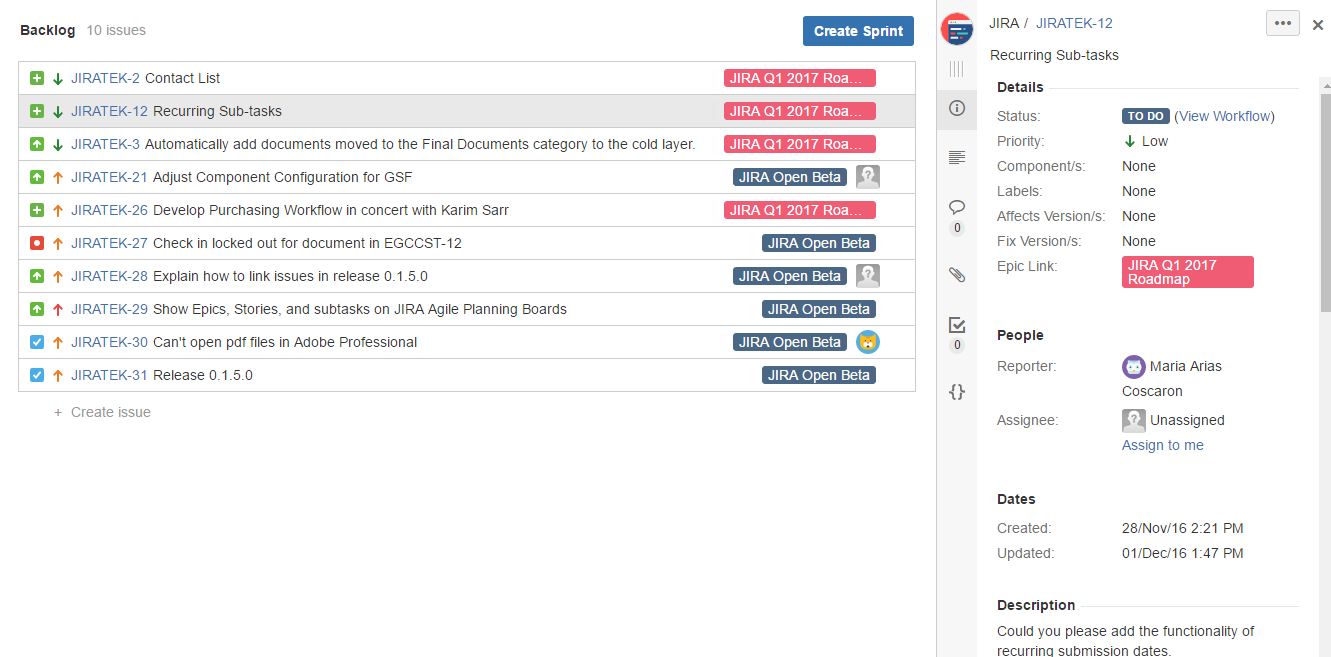 Backlog 10 issues
Create Sprint
JIRATEK-2 Contact List JIRA Q1 2017 Roa…
JIRATEK-12 Recurring Sub-tasks JIRA Q1 2017 Roa…
JIRATEK-3 Automatically add documents moved to the Final Documents category to the cold layer. JIRA Q1 2017 Roa…
JIRATEK-21 Adjust Component Configuration for GSF JIRA Open Beta
JIRATEK-26 Develop Purchasing Workflow in concert with Karim Sarr JIRA Q1 2017 Roa…
JIRATEK-27 Check in locked out for document in EGCCST-12 JIRA Open Beta
JIRATEK-28 Explain how to link issues in release 0.1.5.0 JIRA Open Beta
JIRATEK-29 Show Epics, Stories, and subtasks on JIRA Agile Planning Boards JIRA Open Beta
JIRATEK-30 Can't open pdf files in Adobe Professional JIRA Open Beta
JIRATEK-31 Release 0.1.5.0 JIRA Open Beta
+ Create issue
0
0
{}
JIRA / JIRATEK-12
Recurring Sub-tasks
Details
Status: TO DO (View Workflow)
Priority: Low
Component/s: None
Labels: None
Affects Version/s: None
Fix Version/s: None
Epic Link: JIRA Q1 2017
Roadmap
People
Reporter: Maria Arias
Coscaron
Assignee: Unassigned
Assign to me
Dates
Created: 28/Nov/16 2:21 PM
Updated: 01/Dec/16 1:47 PM
Description
Could you please add the functionality of
recurring submission dates.